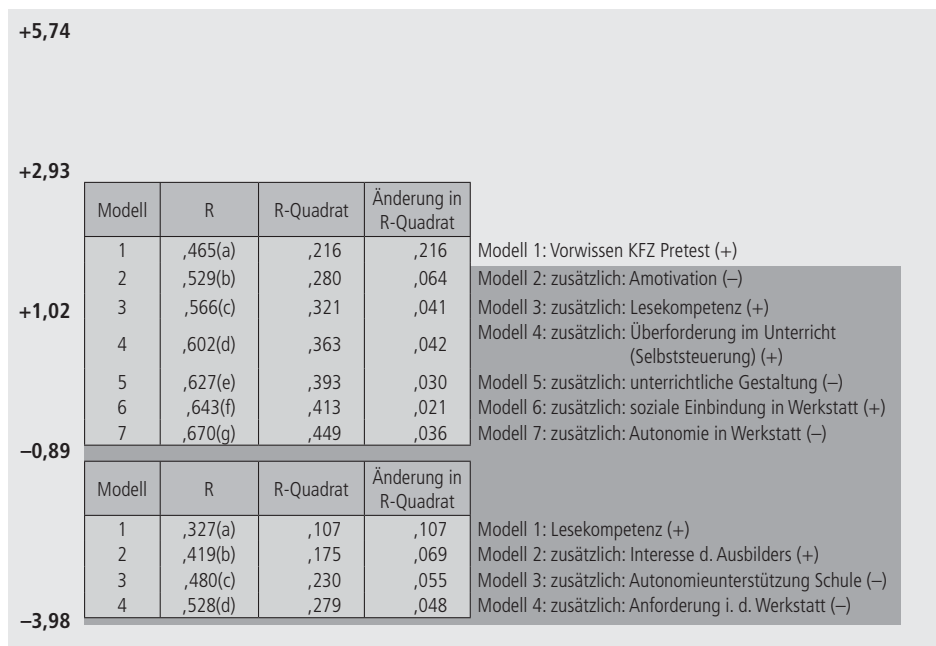 +5,74
+2,93
Modell R R-Quadrat Änderung in
R-Quadrat
1 ,465(a) ,216 ,216 Modell 1: Vorwissen KFZ Pretest (+)
2 ,529(b) ,280 ,064 Modell 2: zusätzlich: Amotivation (–)
+1,02
3 ,566(c) ,321 ,041 Modell 3: zusätzlich: Lesekompetenz (+)
4 ,602(d) ,363 ,042 Modell 4: zusätzlich: Überforderung im Unterricht
(Selbststeuerung) (+)
5 ,627(e) ,393 ,030 Modell 5: zusätzlich: unterrichtliche Gestaltung (–)
6 ,643(f) ,413 ,021 Modell 6: zusätzlich: soziale Einbindung in Werkstatt (+)
7 ,670(g) ,449 ,036 Modell 7: zusätzlich: Autonomie in Werkstatt (–)
–0,89
Modell R R-Quadrat Änderung in
R-Quadrat
1 ,327(a) ,107 ,107 Modell 1: Lesekompetenz (+)
2 ,419(b) ,175 ,069 Modell 2: zusätzlich: Interesse d. Ausbilders (+)
3 ,480(c) ,230 ,055 Modell 3: zusätzlich: Autonomieunterstützung Schule (–)
4 ,528(d) ,279 ,048 Modell 4: zusätzlich: Anforderung i. d. Werkstatt (–)
–3,98